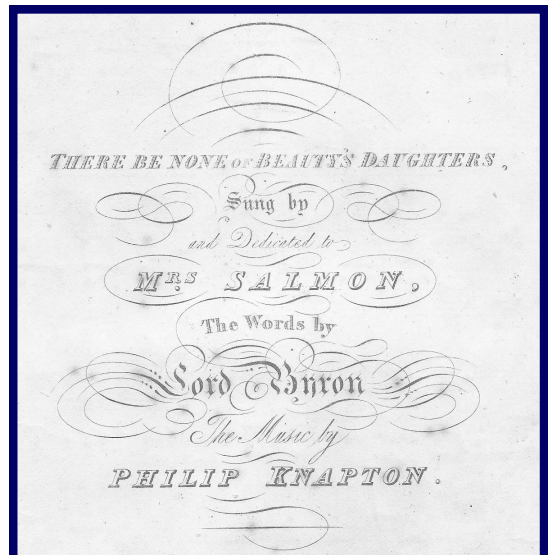 THERE BE NONE OF BEAUTY'S DAUGHTERS,
Sung by
and Dedicated to
MRS SALMON,
The Words by
Lord Byron
The Music by
PHILIP KNAPTON.